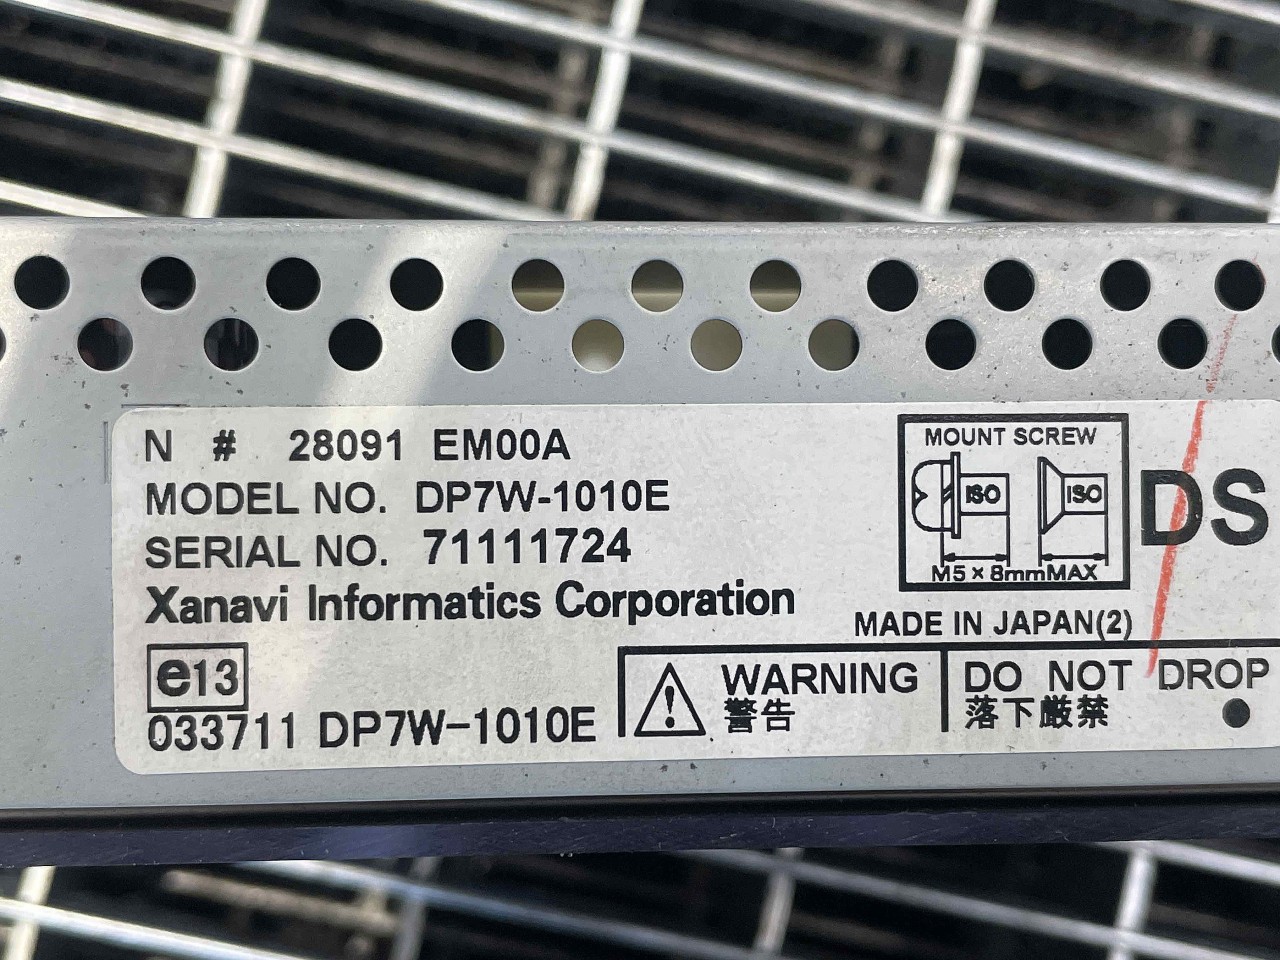 N # 28091 EM00A
MODEL NO. DP7W-1010E
SERIAL NO. 71111724
Xanavi Informatics Corporation
e13
033711 DP7W-1010E
MOUNT SCREW
ISO ISO
M5×8mmMAX
DS
MADE IN JAPAN(2)
WARNING
警告
DO NOT DROP
落下厳禁